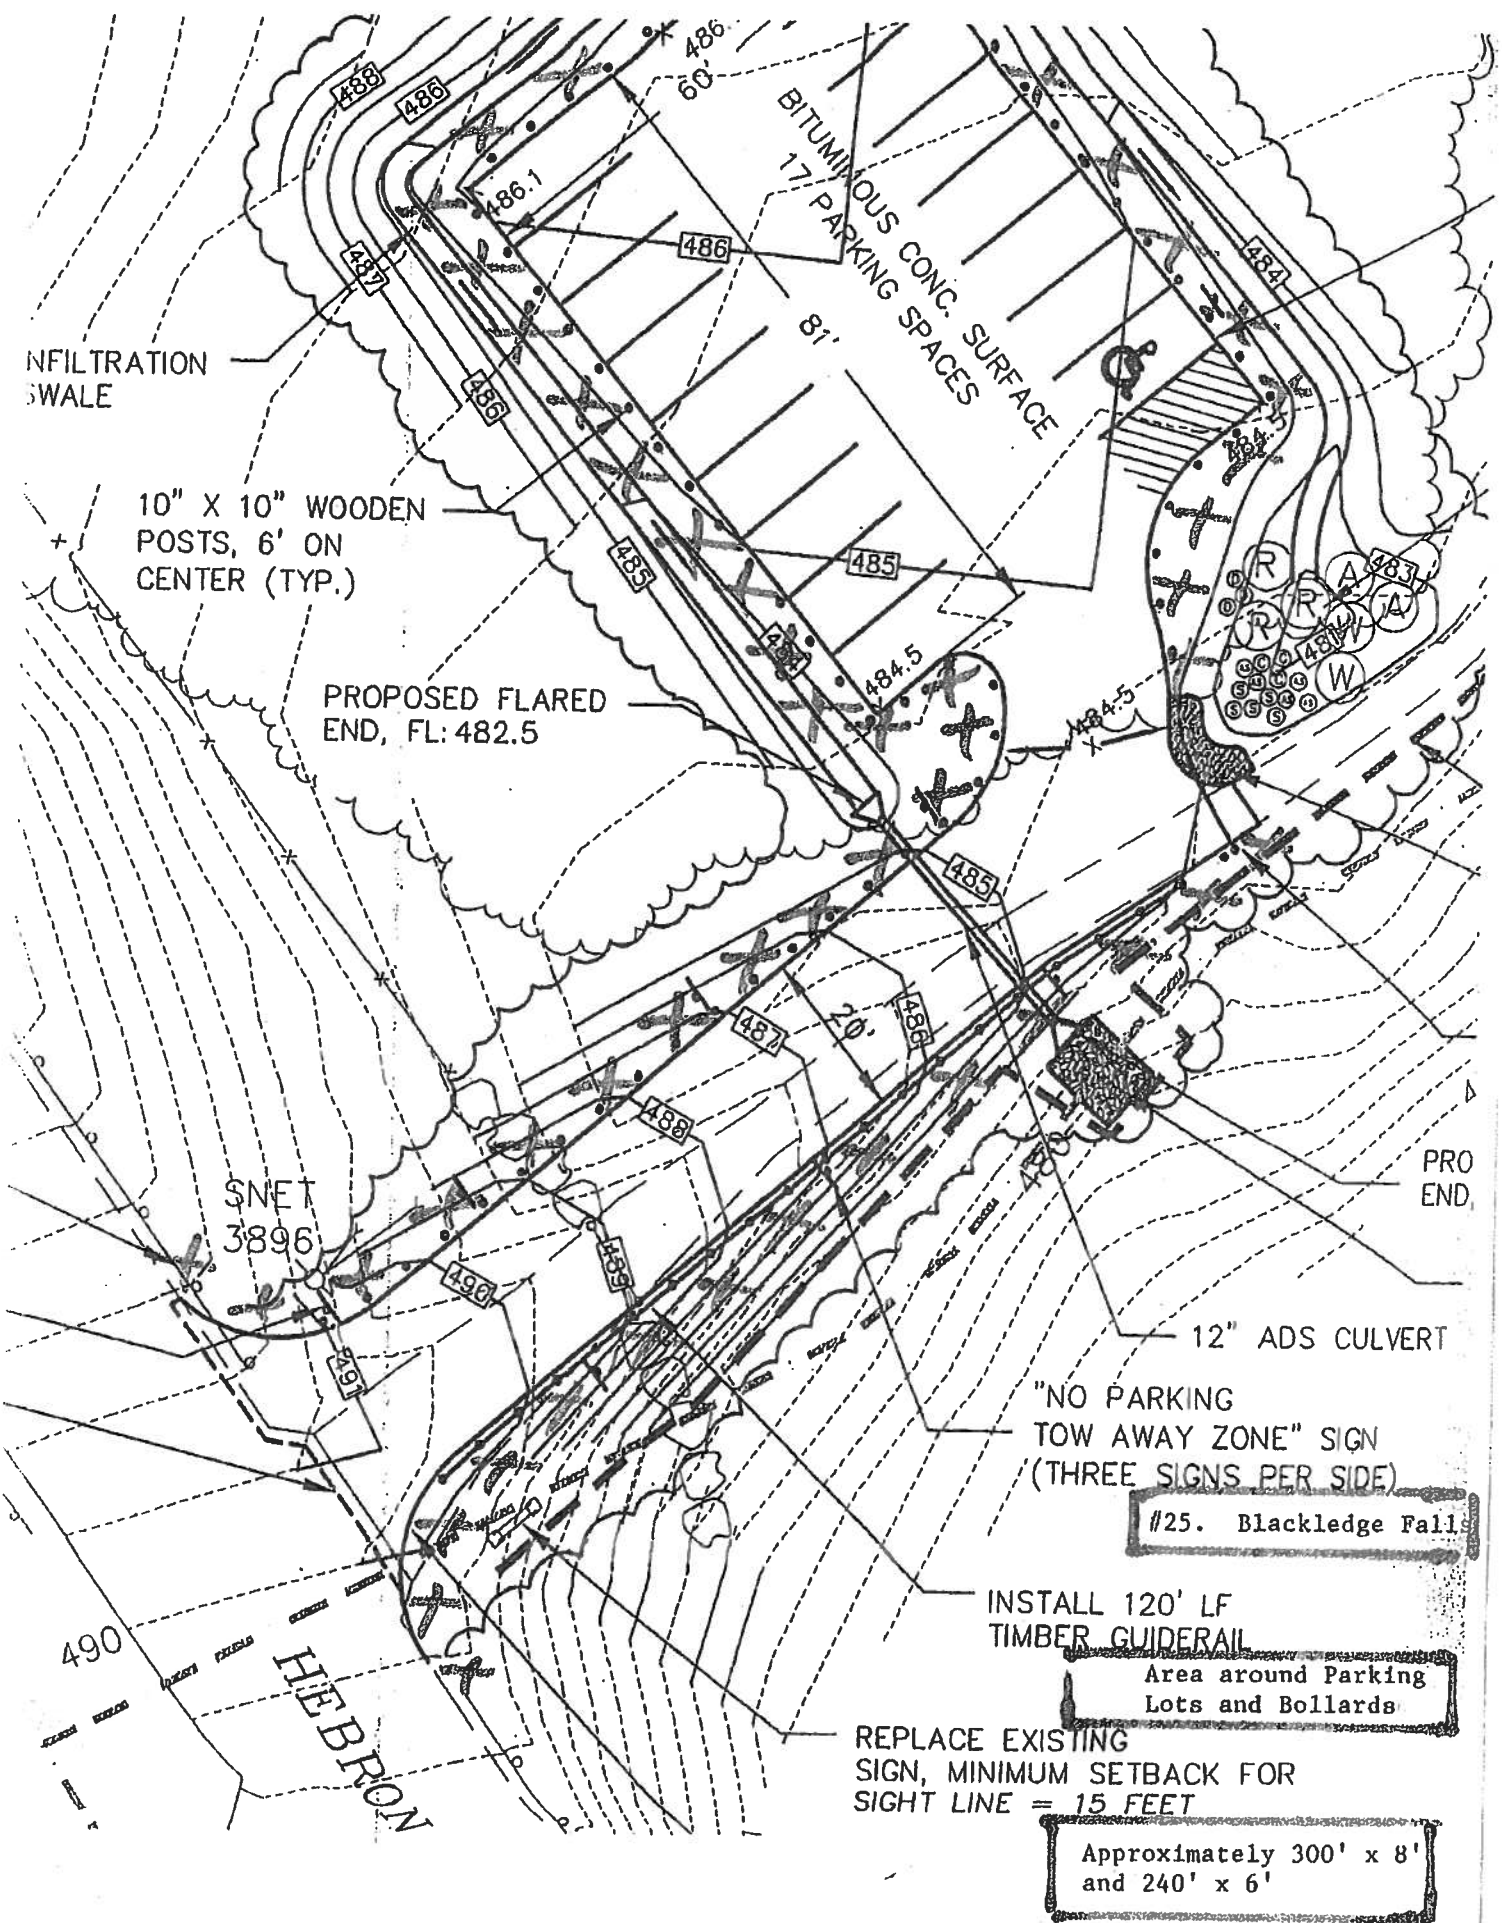 488
486
486.
60'
BITUMINOUS CONC. SURFACE
17 PARKING SPACES
486.1
486
487
484
81'
NFILTRATION
SWALE
486
10" X 10" WOODEN
POSTS, 6' ON
CENTER (TYP.)
485
485
483
R
A
R
A
R
W
481
W
484.5
484.5
PROPOSED FLARED
END, FL: 482.5
485
486
487
20'
488
480
PRO
END,
SNET
3896
489
490
491
12" ADS CULVERT
"NO PARKING
TOW AWAY ZONE" SIGN
(THREE SIGNS PER SIDE)
#25. Blackledge Falls
INSTALL 120' LF
TIMBER GUIDERAIL
Area around Parking
Lots and Bollards
490
HEBRON
REPLACE EXISTING
SIGN, MINIMUM SETBACK FOR
SIGHT LINE = 15 FEET
Approximately 300' x 8'
and 240' x 6'